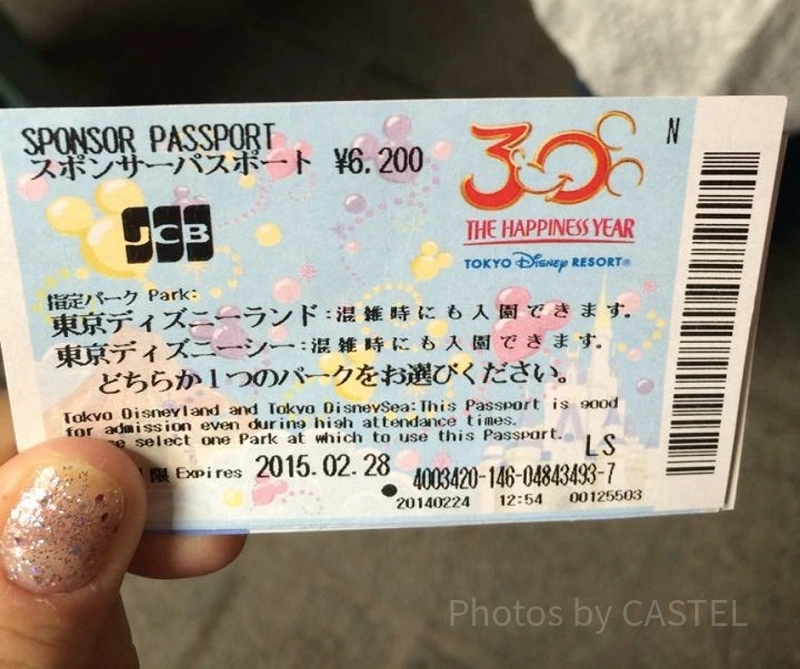 SPONSOR PASSPORT
スポンサーパスポート ¥6,200
JCB
30
THE HAPPINESS YEAR
TOKYO Disney RESORT®
N
指定パーク Park:
東京ディズニーランド:混雑時にも入園できます。
東京ディズニーシー:混雑時にも入園できます。
どちらか1つのパークをお選びください。
Tokyo Disneyland and Tokyo DisneySea:This Passport is good
for admission even during high attendance times.
select one Park at which to use this Passport.
LS
限 Expires 2015.02.28 4003420-146-04843493-7
20140224 12:54 00125503
Photos by CASTEL